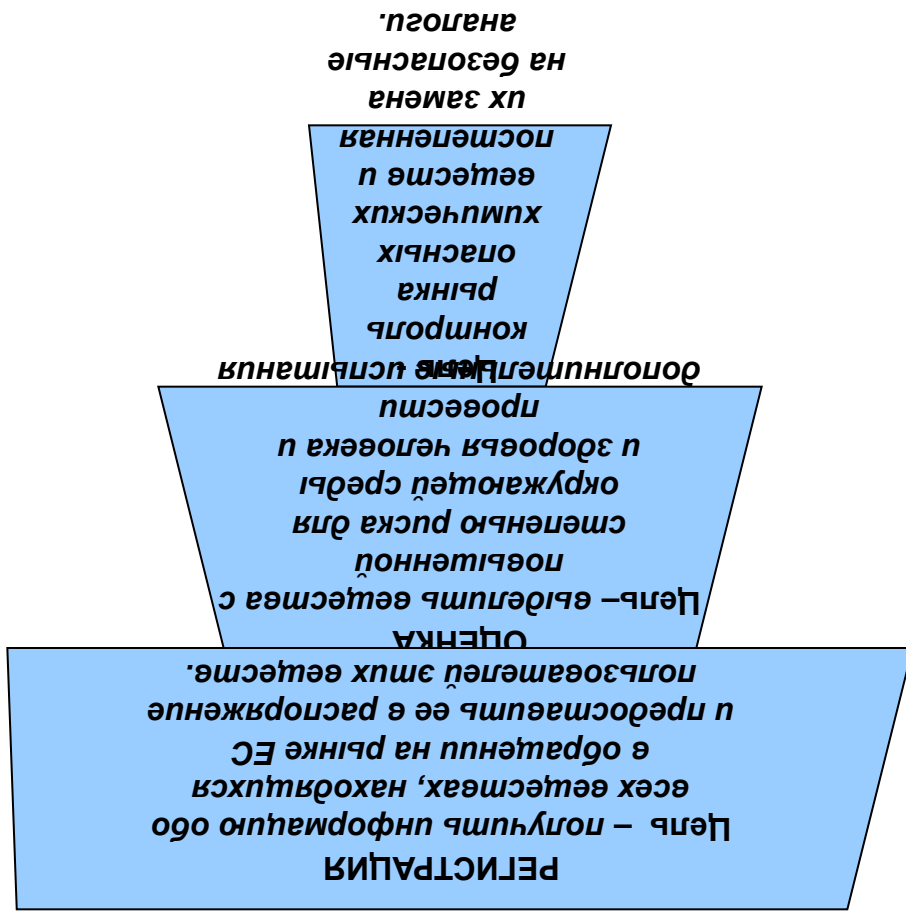 РЕГИСТРАЦИЯ
Цель – получить информацию обо
всех веществах, находящихся
в обращении на рынке ЕС
и предоставить ее в распоряжение
пользователей этих веществ.
ОЦЕНКА
Цель– выделить вещества с
повышенной
степенью риска для
окружающей среды
и здоровья человека и
провести
дополнительные испытания
Цель -
контроль
рынка
опасных
химических
веществ и
постепенная
их замена
на безопасные
аналоги.